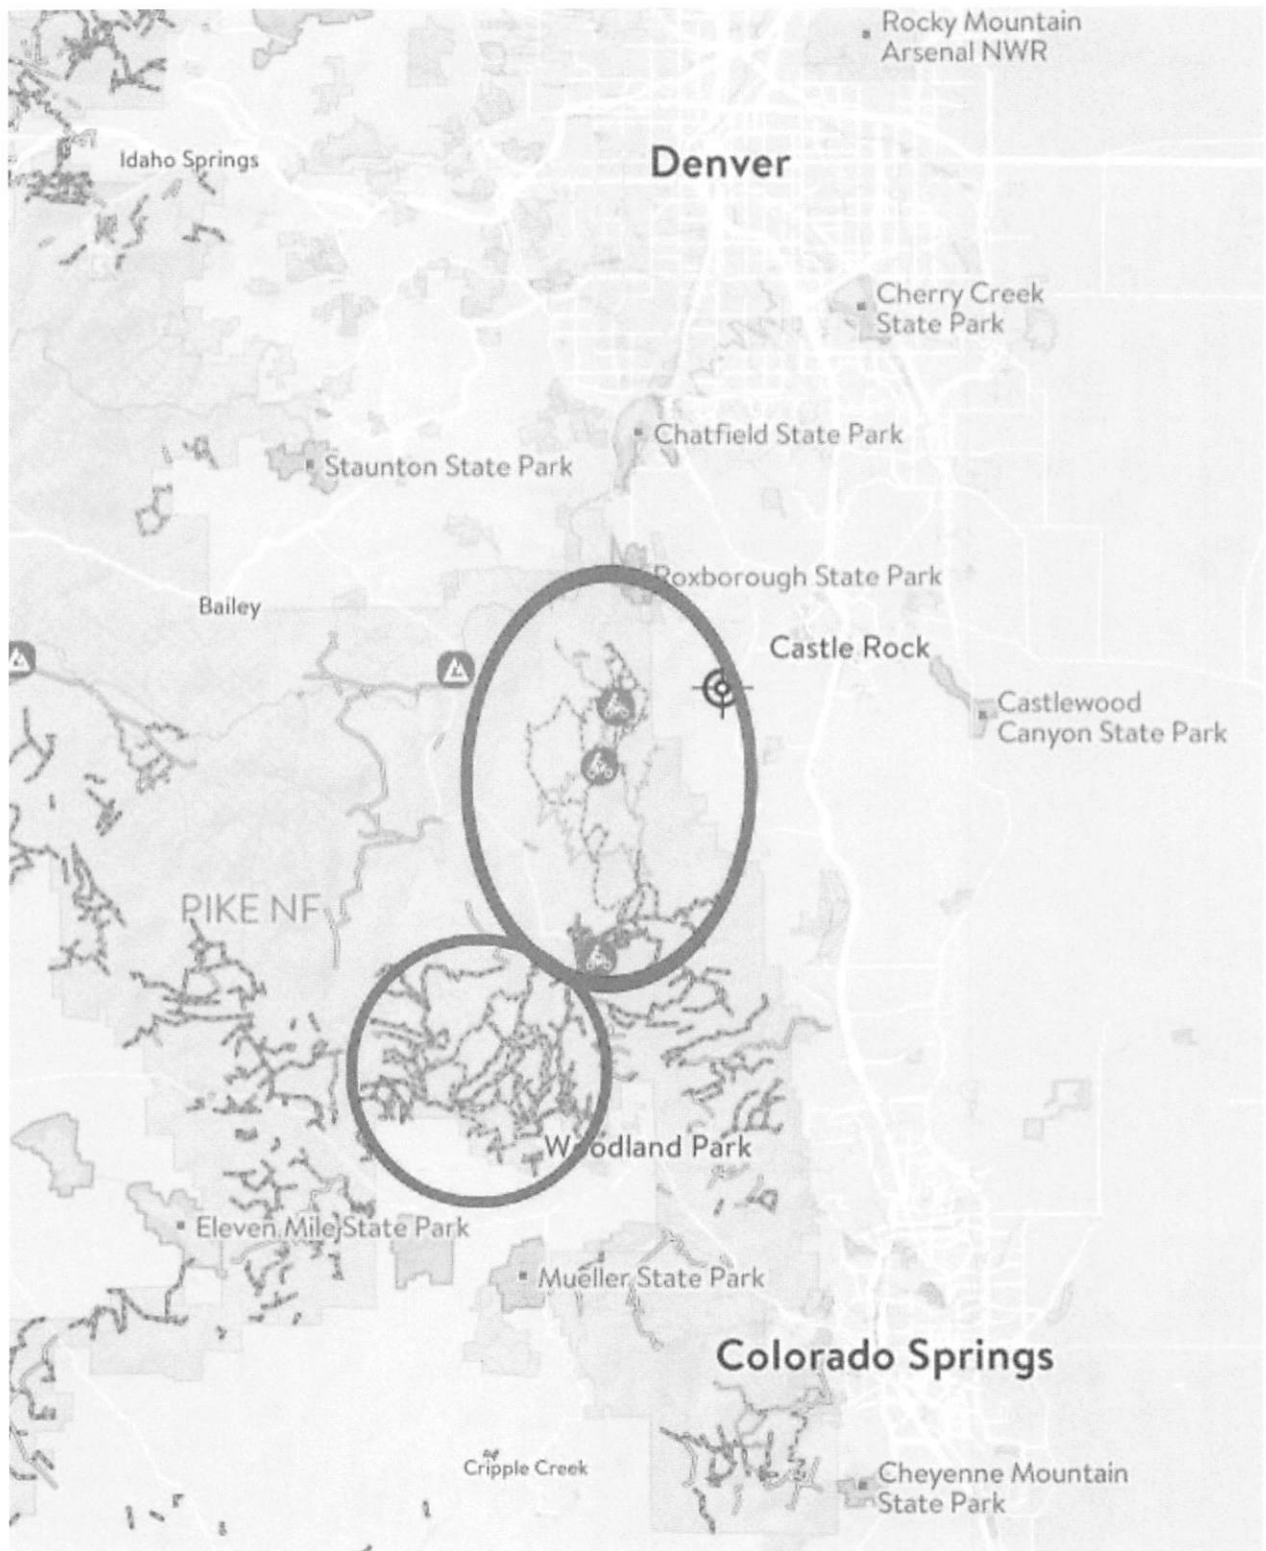 Rocky Mountain
Arsenal NWR
Idaho Springs
Denver
Cherry Creek
State Park
Chatfield State Park
Staunton State Park
Roxborough State Park
Bailey
Castle Rock
Castlewood
Canyon State Park
PIKE NF
Woodland Park
Eleven Mile State Park
Mueller State Park
Colorado Springs
Cripple Creek
Cheyenne Mountain
State Park